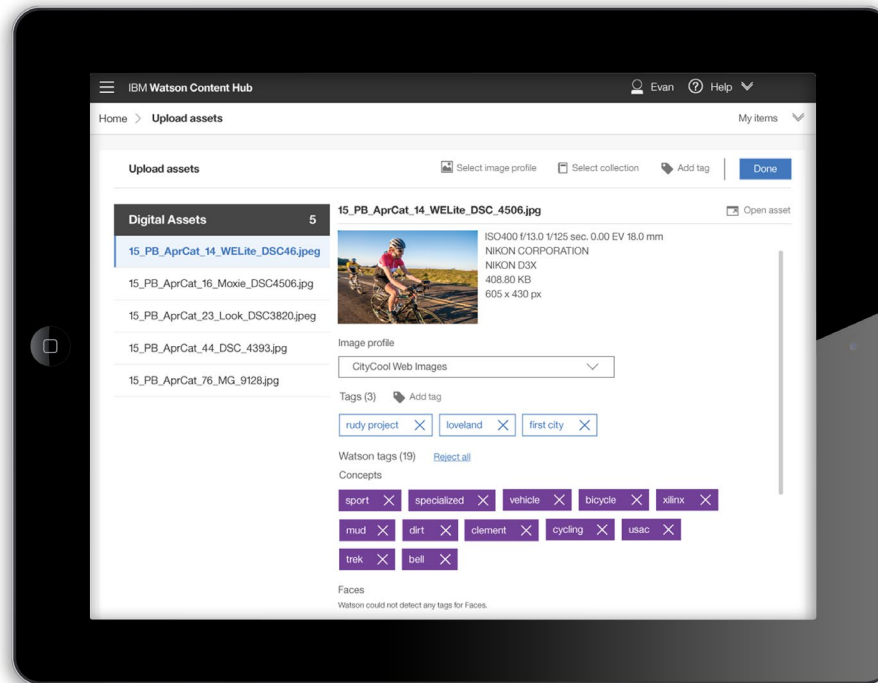 IBM Watson Content Hub
Evan
Help
Home > Upload assets
My items
Upload assets
Select image profile
Select collection
Add tag
Done
Digital Assets 5
15_PB_AprCat_14_WELite_DSC46.jpeg
15_PB_AprCat_16_Moxie_DSC4506.jpg
15_PB_AprCat_23_Look_DSC3820.jpeg
15_PB_AprCat_44_DSC_4393.jpg
15_PB_AprCat_76_MG_9128.jpg
15_PB_AprCat_14_WELite_DSC_4506.jpg
Open asset
ISO400 f/13.0 1/125 sec. 0.00 EV 18.0 mm
NIKON CORPORATION
NIKON D3X
408.80 KB
605 x 430 px
Image profile
CityCool Web Images
Tags (3) Add tag
rudy project loveland first city
Watson tags (19) Reject all
Concepts
sport specialized vehicle bicycle xilinx
mud dirt clement cycling usac
trek bell
Faces
Watson could not detect any tags for Faces.